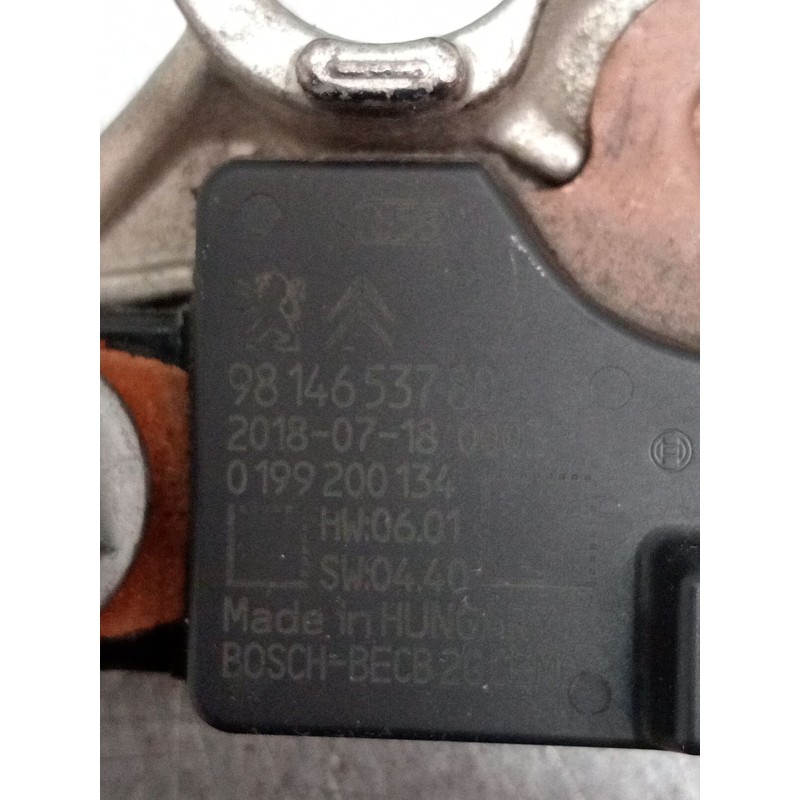 98 146 537 80
2018-07-18
0 199 200 134
HW:06.01
SW:04.40
Made in
BOSCH-BECB